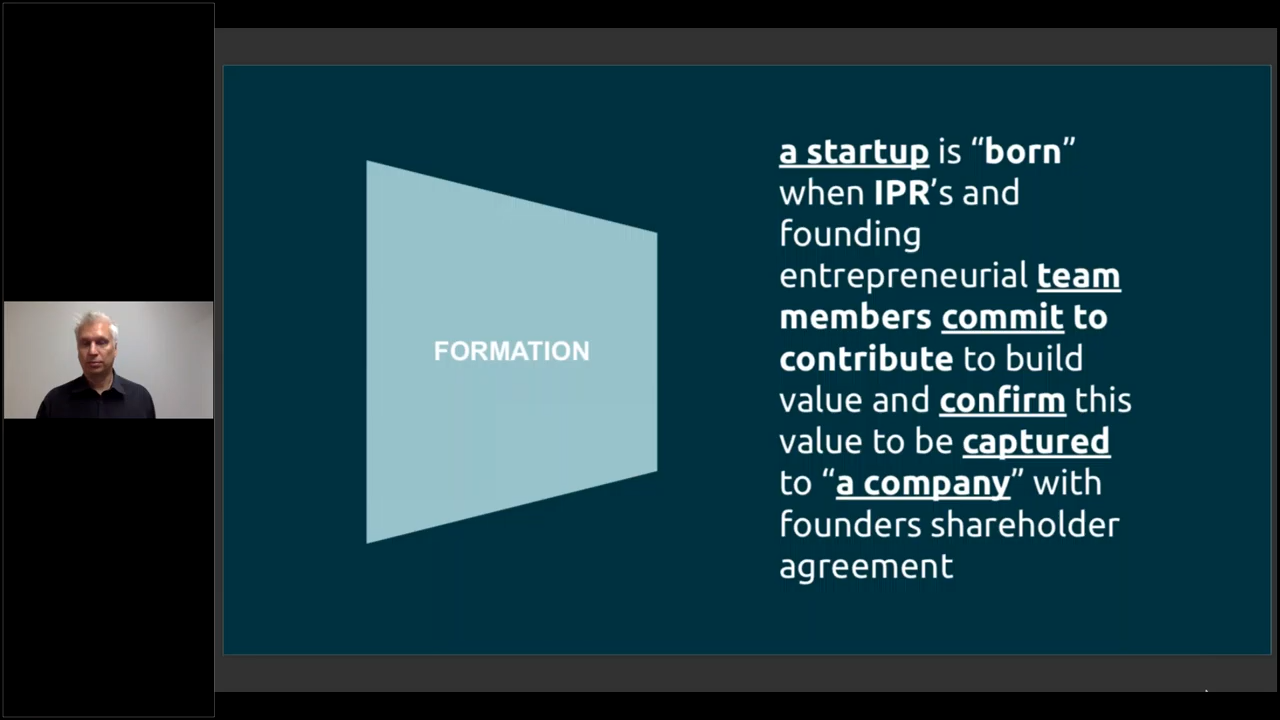 FORMATION
a startup is “born”
when IPR’s and
founding
entrepreneurial team
members commit to
contribute to build
value and confirm this
value to be captured
to “a company” with
founders shareholder
agreement